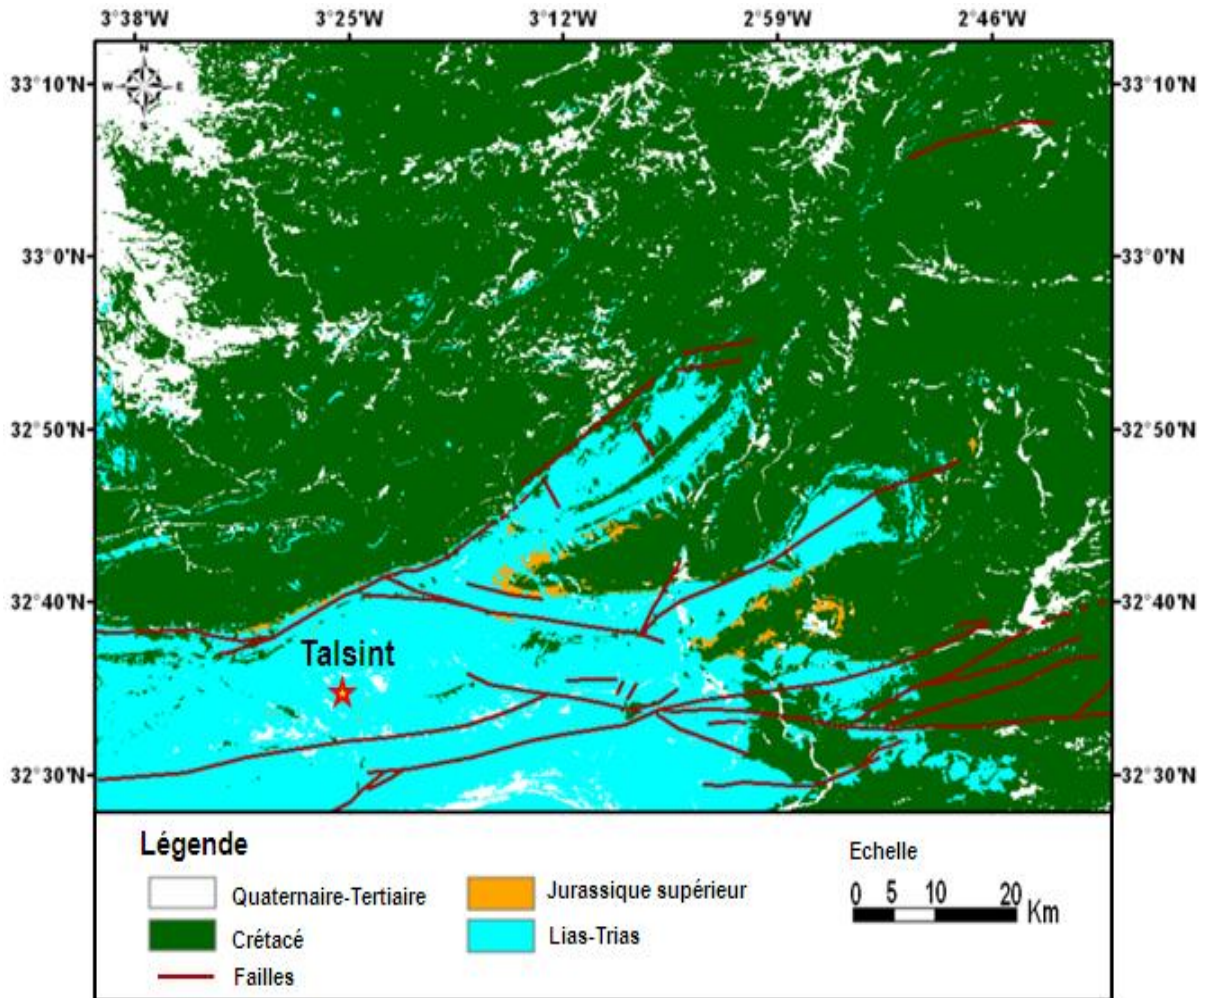 3°38'W 3°25'W 3°12'W 2°59'W 2°46'W
N
W E
S
33°10'N 33°10'N
33°0'N 33°0'N
32°50'N 32°50'N
32°40'N 32°40'N
Talsint
32°30'N 32°30'N
Légende
Echelle
Quaternaire-Tertiaire
Jurassique supérieur
0 5 10 20 Km
Crétacé
Lias-Trias
Failles